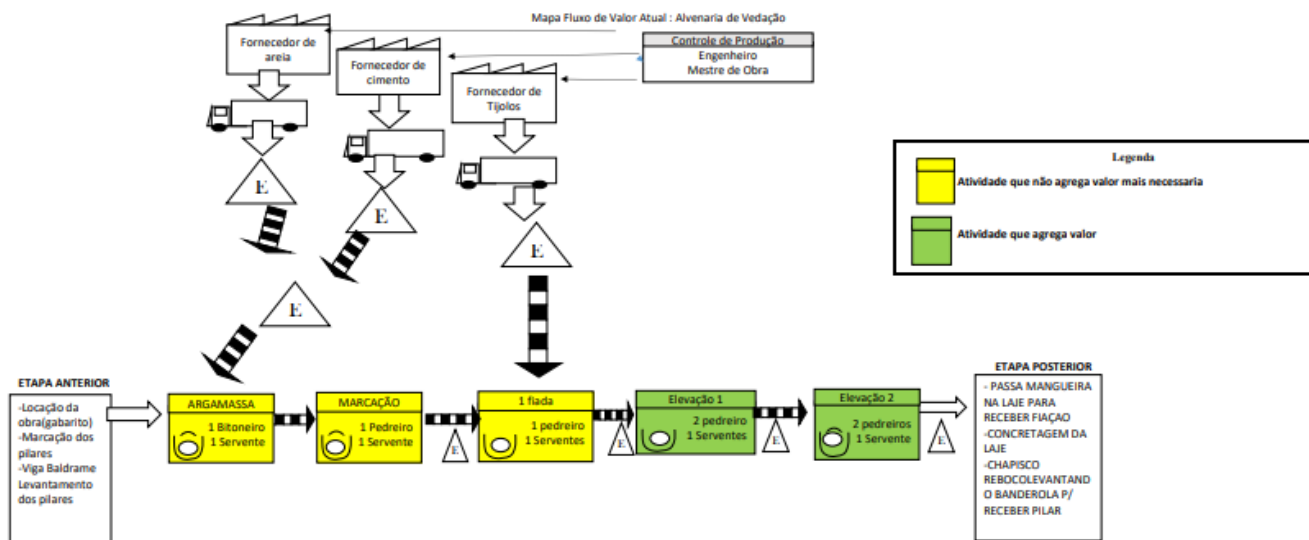 Mapa Fluxo de Valor Atual : Alvenaria de Vedação
Fornecedor de
areia
Fornecedor de
cimento
Fornecedor de
Tijolos
Controle de Produção
Engenheiro
Mestre de Obra
E
E
E
E
Legenda
Atividade que não agrega valor mais necessaria
Atividade que agrega valor
ETAPA ANTERIOR
-Locação da
obra(gabarito)
-Marcação dos
pilares
-Viga Baldrame
Levantamento
dos pilares
ARGAMASSA
1 Bitoneiro
1 Servente
MARCAÇÃO
1 Pedreiro
1 Servente
E
1 fiada
1 pedreiro
1 Serventes
E
Elevação 1
2 pedreiro
1 Serventes
E
Elevação 2
2 pedreiros
1 Servente
E
ETAPA POSTERIOR
- PASSA MANGUEIRA
NA LAJE PARA
RECEBER FIAÇAO
-CONCRETAGEM DA
LAJE
-CHAPISCO
REBOCOLEVANTAND
O BANDEROLA P/
RECEBER PILAR